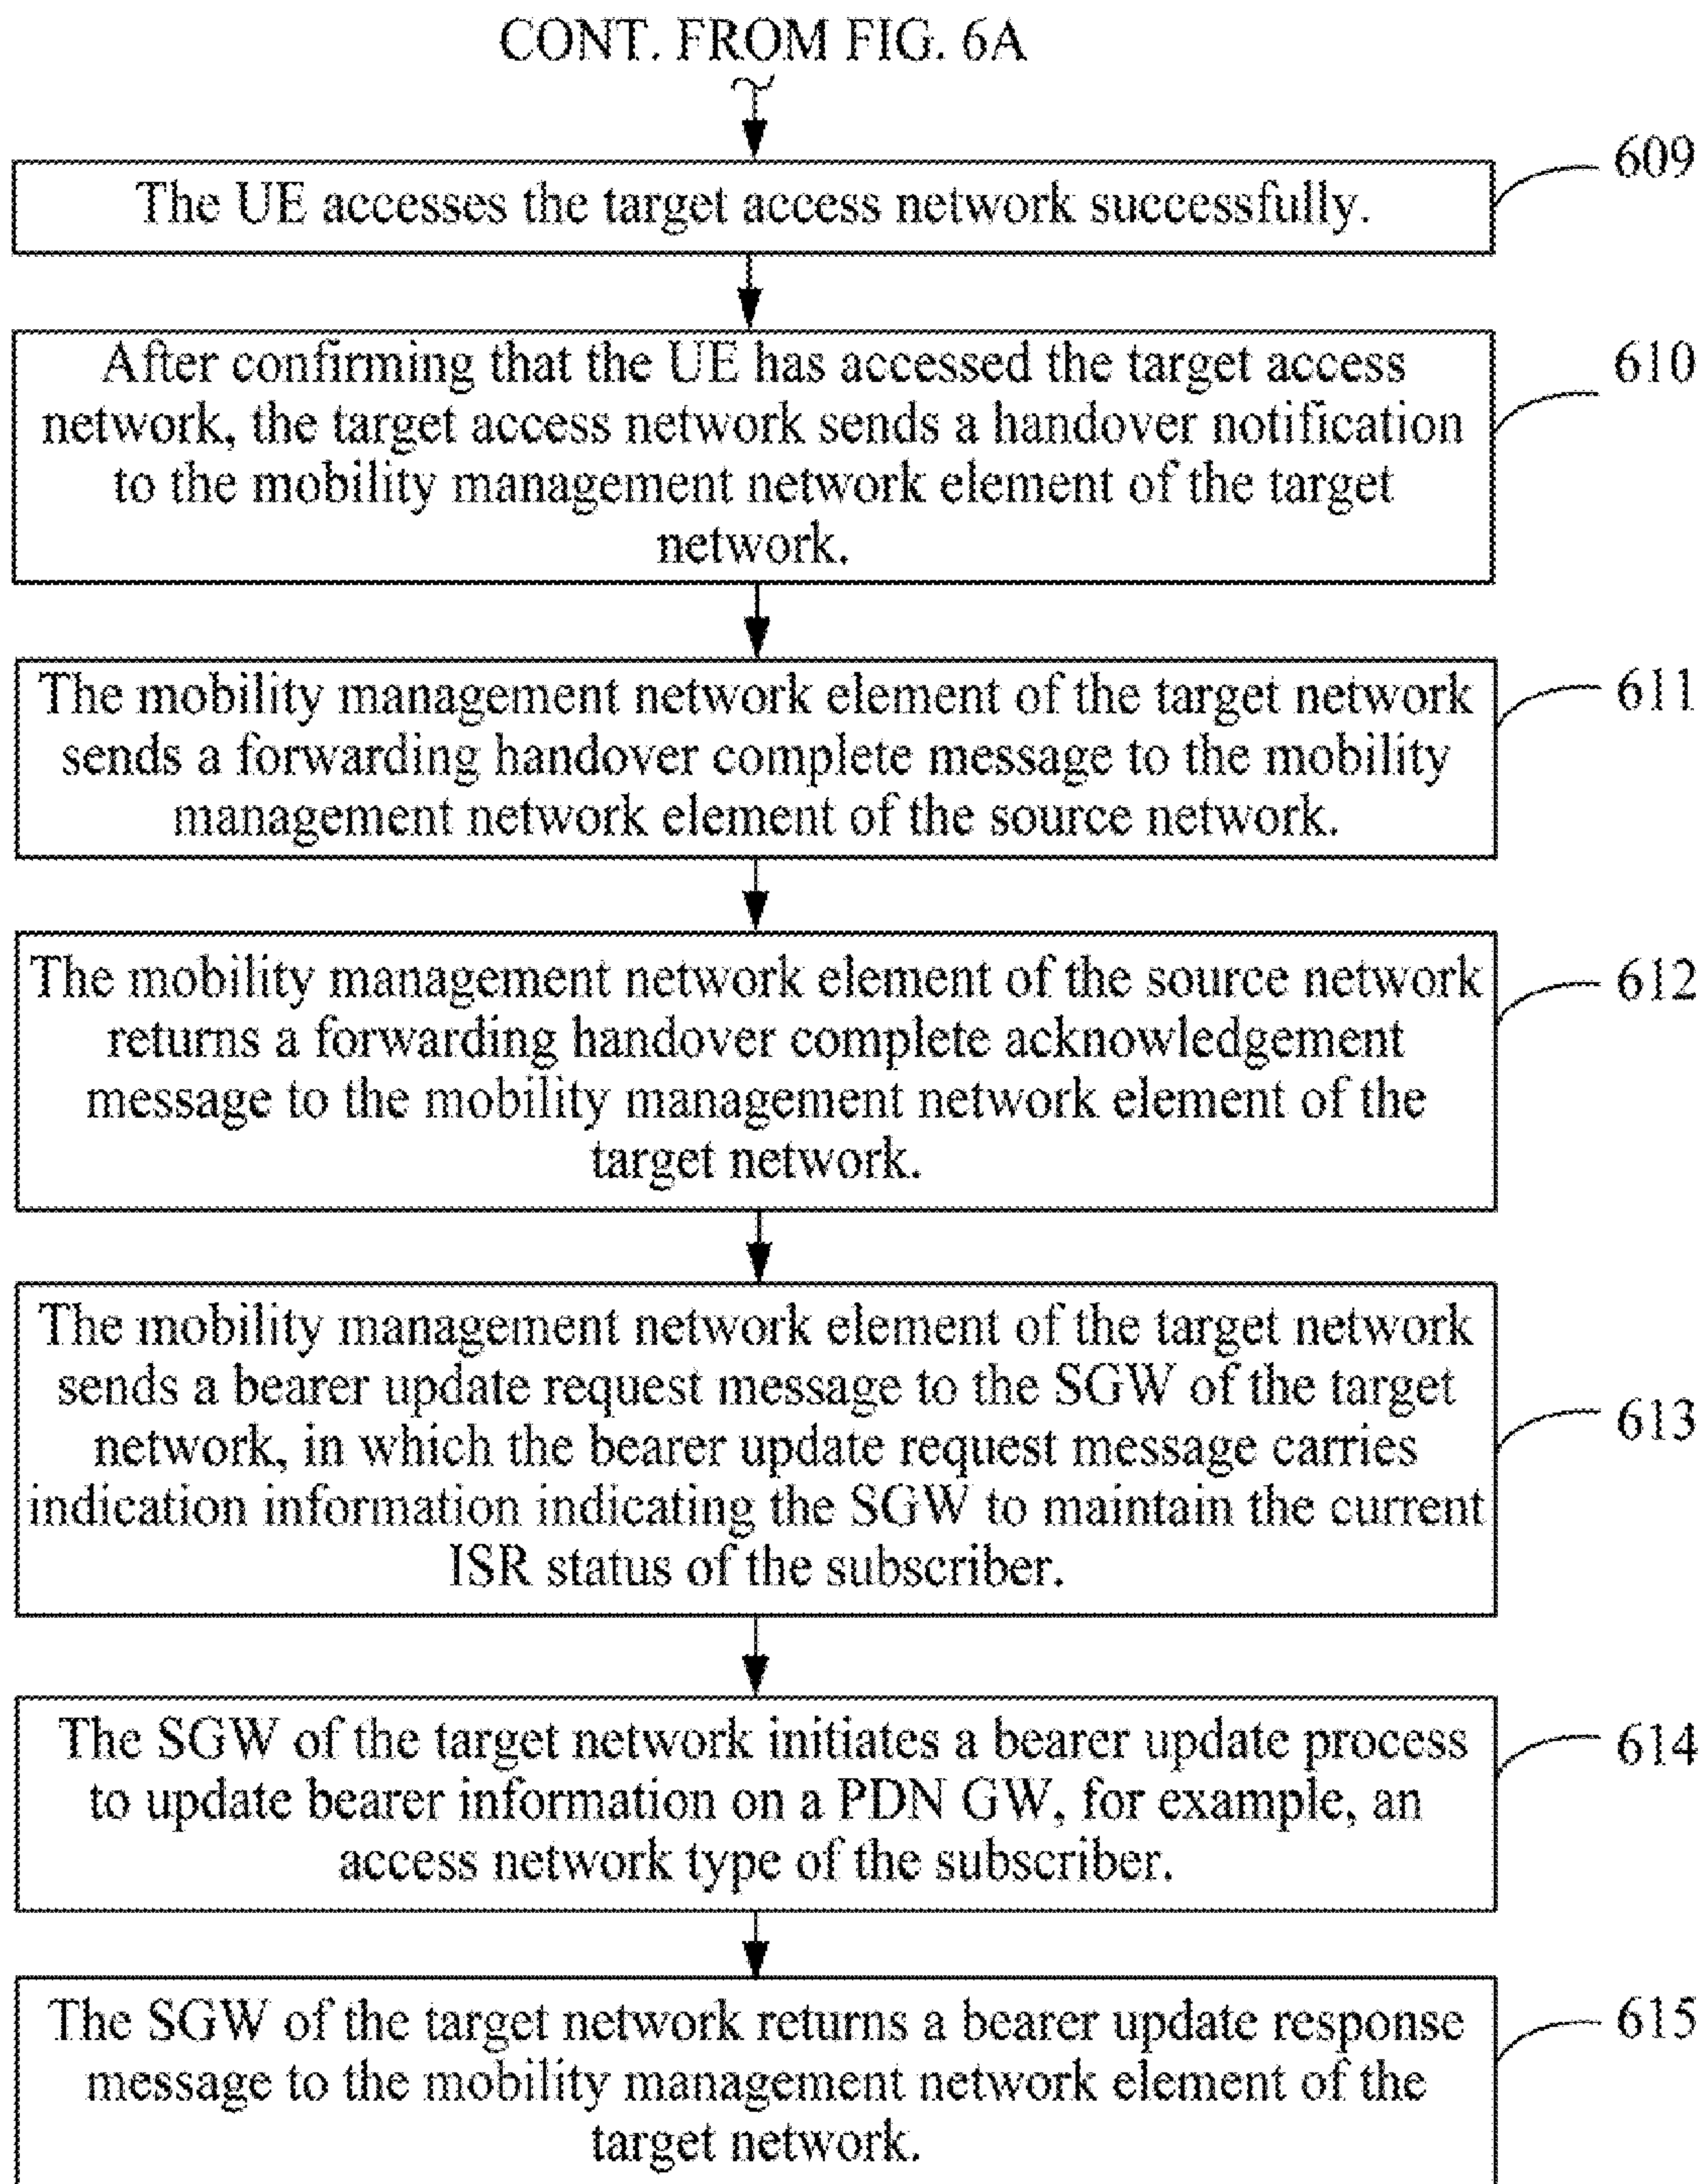 CONT. FROM FIG. 6A
The UE accesses the target access network successfully.
609
After confirming that the UE has accessed the target access
network, the target access network sends a handover notification
to the mobility management network element of the target
network.
610
The mobility management network element of the target network
sends a forwarding handover complete message to the mobility
management network element of the source network.
611
The mobility management network element of the source network
returns a forwarding handover complete acknowledgement
message to the mobility management network element of the
target network.
612
The mobility management network element of the target network
sends a bearer update request message to the SGW of the target
network, in which the bearer update request message carries
indication information indicating the SGW to maintain the current
ISR status of the subscriber.
613
The SGW of the target network initiates a bearer update process
to update bearer information on a PDN GW, for example, an
access network type of the subscriber.
614
The SGW of the target network returns a bearer update response
message to the mobility management network element of the
target network.
615